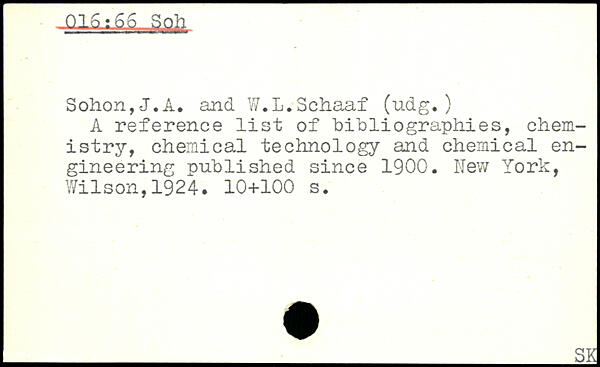 016:66 Soh
Sohon,J.A. and W.L.Schaaf (udg.)
A reference list of bibliographies, chem-
istry, chemical technology and chemical en-
gineering published since 1900. New York,
Wilson,1924. 10+100 s.
SK